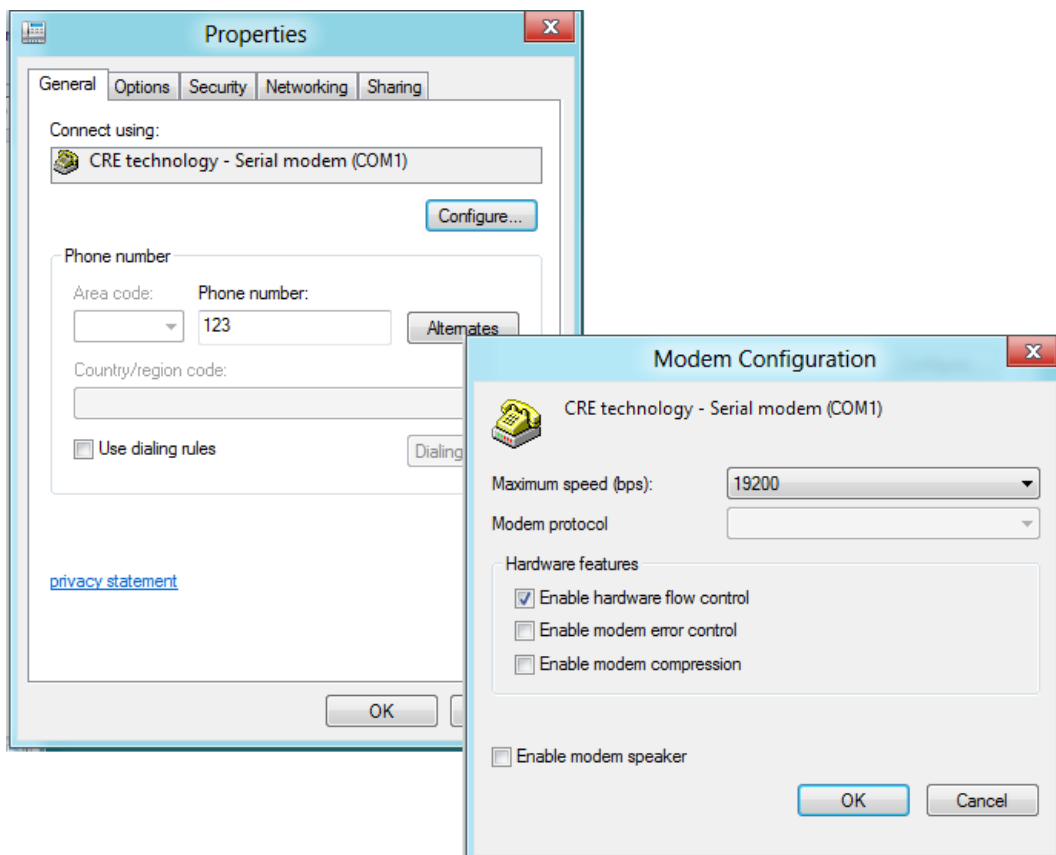 Properties
General Options Security Networking Sharing
Connect using:
CRE technology - Serial modem (COM1)
Configure...
Phone number
Area code: Phone number:
123 Alternates
Country/region code:
Use dialing rules Dialing
privacy statement
OK
Modem Configuration
CRE technology - Serial modem (COM1)
Maximum speed (bps): 19200
Modem protocol
Hardware features
Enable hardware flow control
Enable modem error control
Enable modem compression
Enable modem speaker
OK Cancel